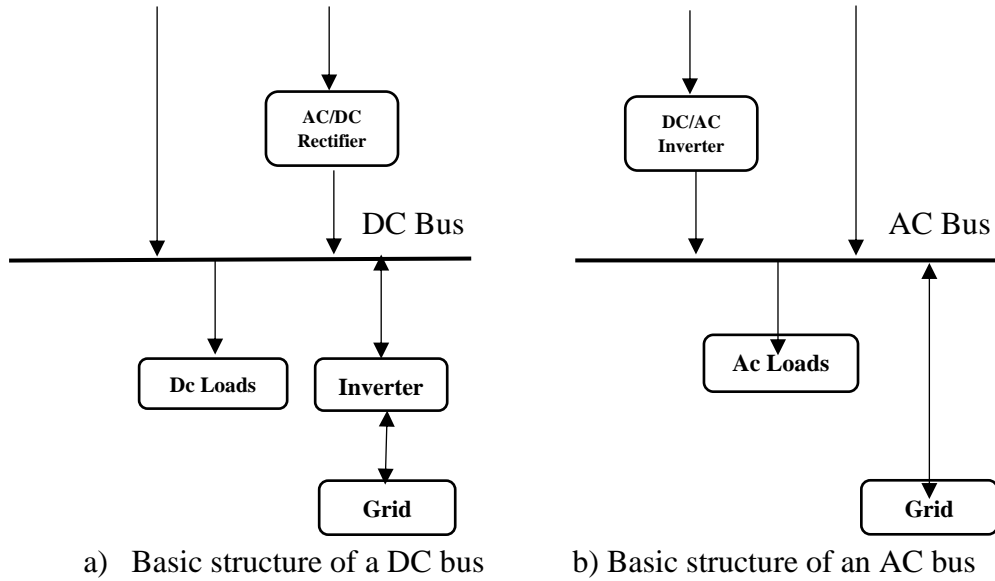 AC/DC
Rectifier
DC Bus
Dc Loads
Inverter
Grid
a) Basic structure of a DC bus
DC/AC
Inverter
AC Bus
Ac Loads
Grid
b) Basic structure of an AC bus